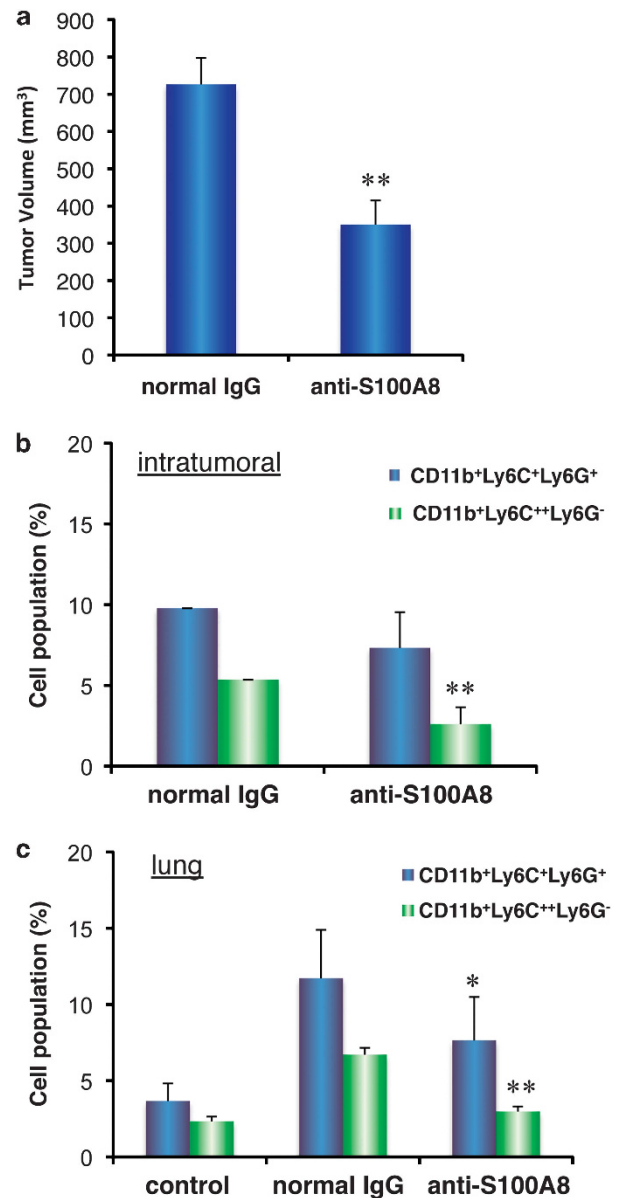 a
900
800
700
600
500
400
300
200
100
0
Tumor Volume (mm³)
**
normal IgG anti-S100A8
b
20
15
10
5
0
Cell population (%)
intratumoral
CD11b⁺Ly6C⁺Ly6G⁺
CD11b⁺Ly6C⁺⁺Ly6G⁻
**
normal IgG anti-S100A8
c
20
15
10
5
0
Cell population (%)
lung
CD11b⁺Ly6C⁺Ly6G⁺
CD11b⁺Ly6C⁺⁺Ly6G⁻
*
**
control normal IgG anti-S100A8